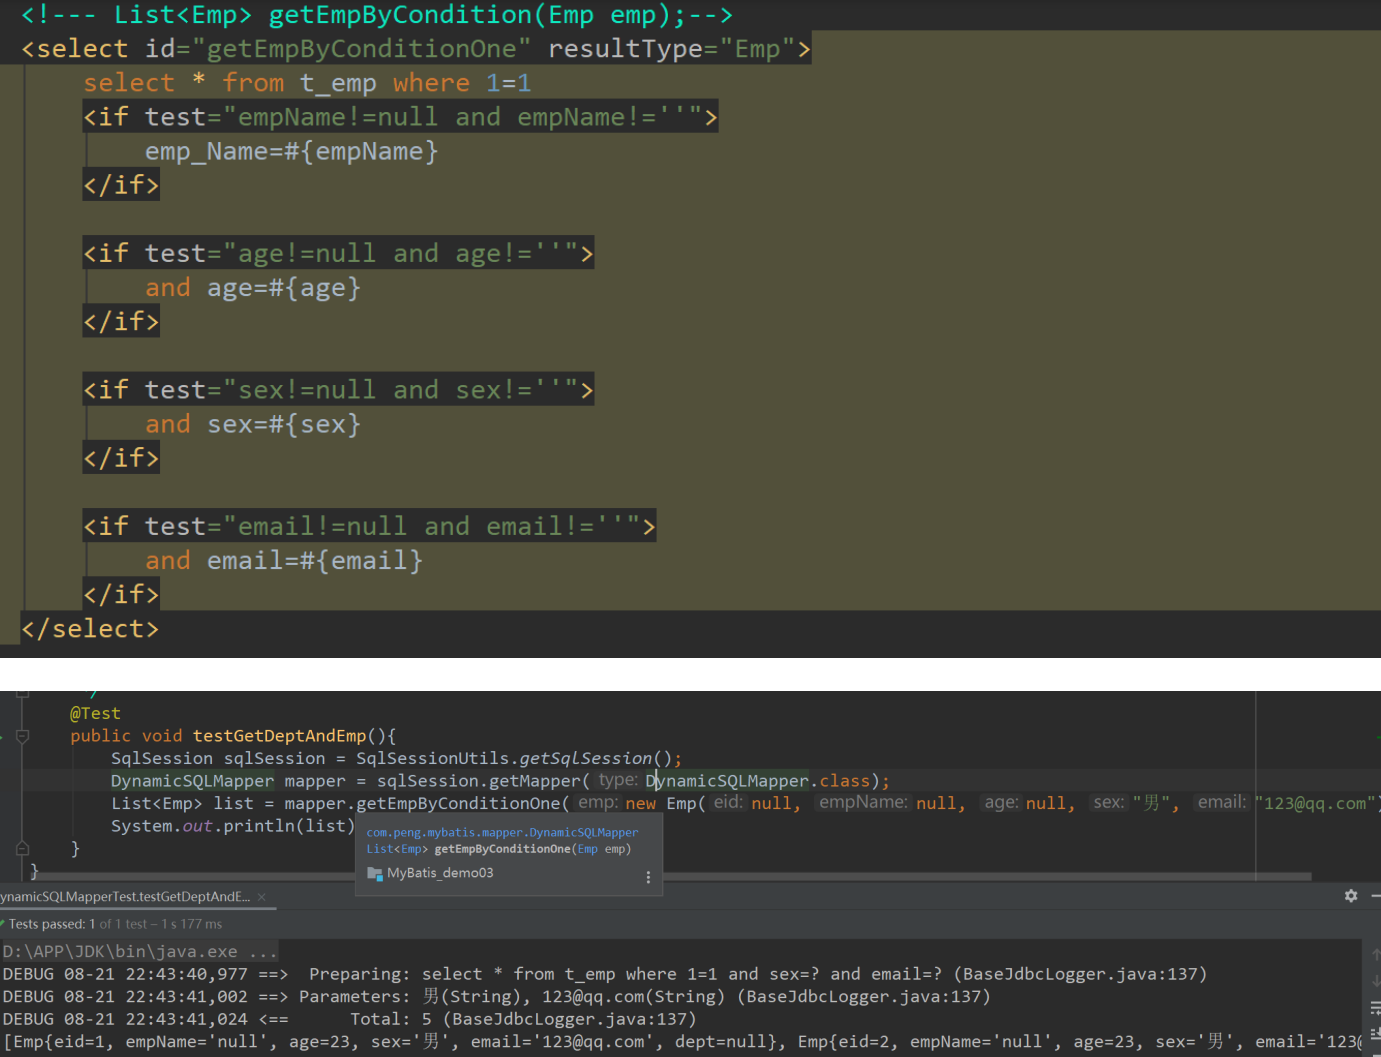 <!--- List<Emp> getEmpByCondition(Emp emp);-->
<select id="getEmpByConditionOne" resultType="Emp">
select * from t_emp where 1=1
<if test="empName!=null and empName!=''">
emp_Name=#{empName}
</if>
<if test="age!=null and age!=''">
and age=#{age}
</if>
<if test="sex!=null and sex!=''">
and sex=#{sex}
</if>
<if test="email!=null and email!=''">
and email=#{email}
</if>
</select>
@Test
public void testGetDeptAndEmp(){
SqlSession sqlSession = SqlSessionUtils.getSqlSession();
DynamicSQLMapper mapper = sqlSession.getMapper( type: DynamicSQLMapper.class);
List<Emp> list = mapper.getEmpByConditionOne( emp: new Emp( eid: null, empName: null, age: null, sex: "男", email: "123@qq.com")
System.out.println(list)
com.peng.mybatis.mapper.DynamicSQLMapper
List<Emp> getEmpByConditionOne(Emp emp)
MyBatis_demo03
}
}
ynamicSQLMapperTest.testGetDeptAndE... ×
Tests passed: 1 of 1 test – 1 s 177 ms
D:\APP\JDK\bin\java.exe ...
DEBUG 08-21 22:43:40,977 ==>  Preparing: select * from t_emp where 1=1 and sex=? and email=? (BaseJdbcLogger.java:137)
DEBUG 08-21 22:43:41,002 ==> Parameters: 男(String), 123@qq.com(String) (BaseJdbcLogger.java:137)
DEBUG 08-21 22:43:41,024 <==      Total: 5 (BaseJdbcLogger.java:137)
[Emp{eid=1, empName='null', age=23, sex='男', email='123@qq.com', dept=null}, Emp{eid=2, empName='null', age=23, sex='男', email='123@